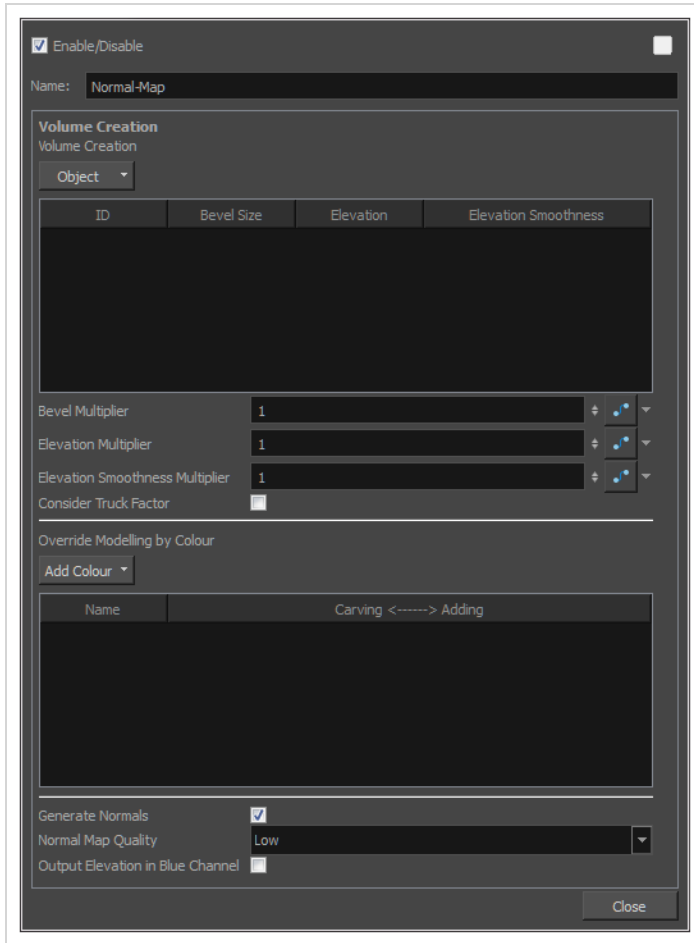 Enable/Disable
Name: Normal-Map
Volume Creation
Volume Creation
Object
ID Bevel Size Elevation Elevation Smoothness
Bevel Multiplier 1
Elevation Multiplier 1
Elevation Smoothness Multiplier 1
Consider Truck Factor
Override Modelling by Colour
Add Colour
Name Carving <------> Adding
Generate Normals
Normal Map Quality Low
Output Elevation in Blue Channel
Close